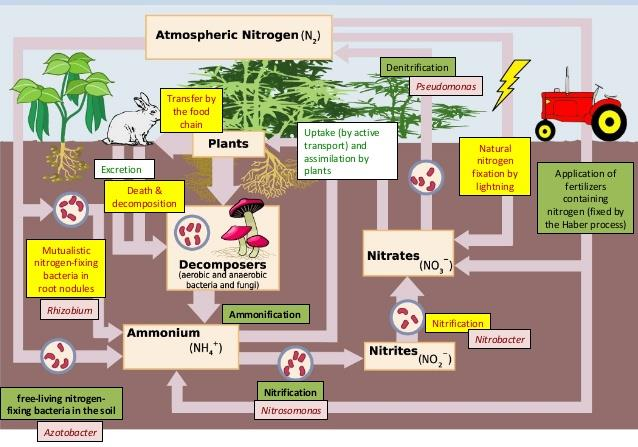 Atmospheric Nitrogen (N₂)
Denitrification
Pseudomonas
Transfer by
the food
chain
Plants
Uptake (by active
transport) and
assimilation by
plants
Natural
nitrogen
fixation by
lightning
Application of
fertilizers
containing
nitrogen (fixed by
the Haber process)
Excretion
Death &
decomposition
Decomposers
(aerobic and anaerobic
bacteria and fungi)
Nitrates
(NO₃⁻)
Mutualistic
nitrogen-fixing
bacteria in
root nodules
Rhizobium
Ammonification
Ammonium
(NH₄⁺)
Nitrification
Nitrobacter
Nitrites (NO₂⁻)
Nitrification
Nitrosomonas
free-living nitrogen-
fixing bacteria in the soil
Azotobacter